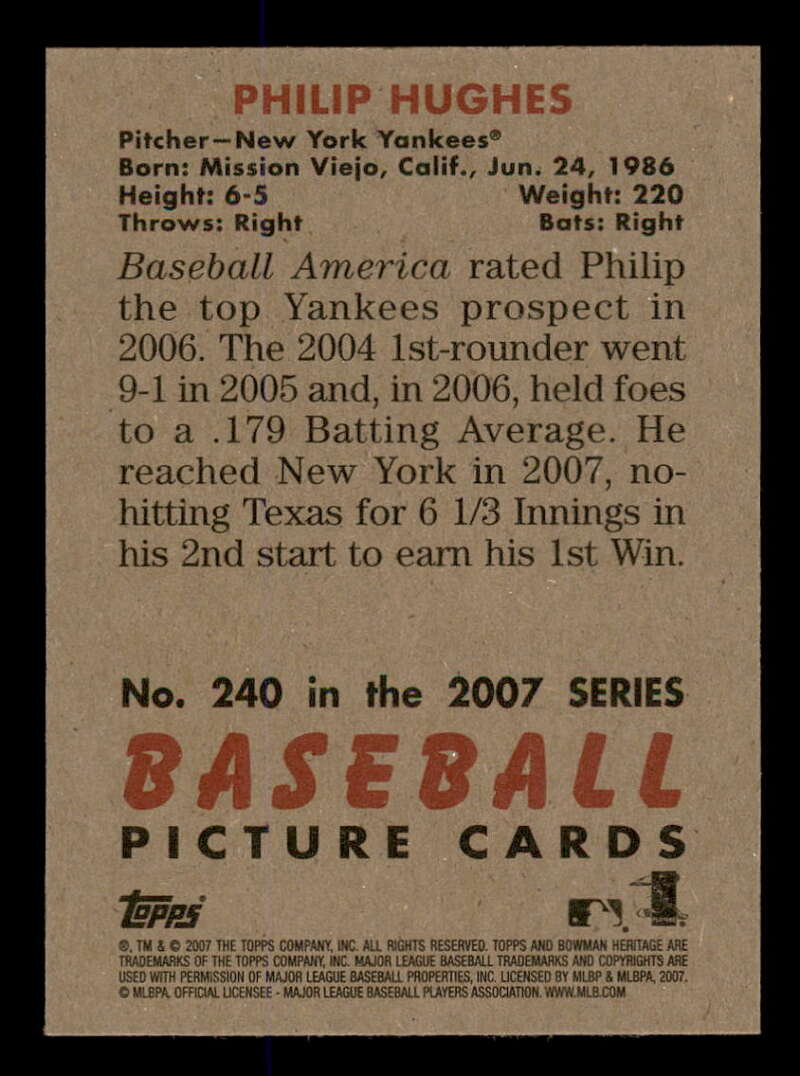 PHILIP HUGHES
Pitcher—New York Yankees®
Born: Mission Viejo, Calif., Jun. 24, 1986
Height: 6-5 Weight: 220
Throws: Right Bats: Right
Baseball America rated Philip
the top Yankees prospect in
2006. The 2004 1st-rounder went
9-1 in 2005 and, in 2006, held foes
to a .179 Batting Average. He
reached New York in 2007, no-
hitting Texas for 6 1/3 Innings in
his 2nd start to earn his 1st Win.
No. 240 in the 2007 SERIES
BASEBALL
PICTURE CARDS
topps
®, TM & © 2007 THE TOPPS COMPANY, INC. ALL RIGHTS RESERVED. TOPPS AND BOWMAN HERITAGE ARE
TRADEMARKS OF THE TOPPS COMPANY, INC. MAJOR LEAGUE BASEBALL TRADEMARKS AND COPYRIGHTS ARE
USED WITH PERMISSION OF MAJOR LEAGUE BASEBALL PROPERTIES, INC. LICENSED BY MLBP & MLBPA, 2007.
© MLBPA. OFFICIAL LICENSEE - MAJOR LEAGUE BASEBALL PLAYERS ASSOCIATION. WWW.MLB.COM